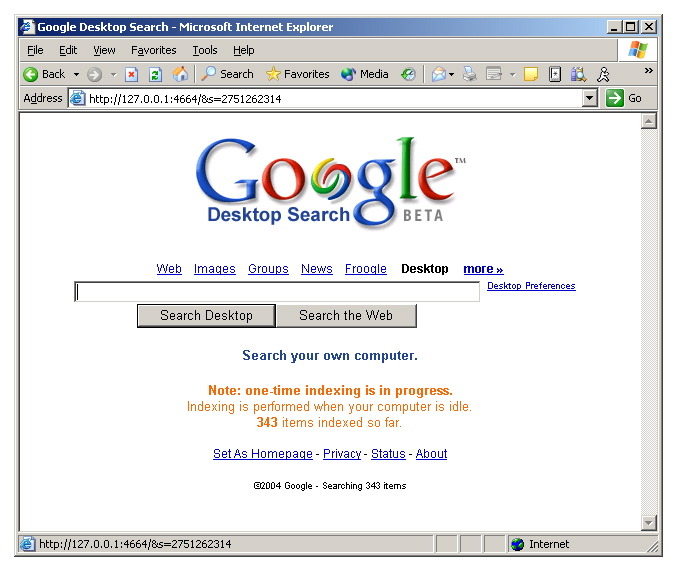 Google Desktop Search - Microsoft Internet Explorer
File Edit View Favorites Tools Help
Back Search Favorites Media »
Address http://127.0.0.1:4664/&s=2751262314 Go
Google™
Desktop Search BETA
Web Images Groups News Froogle Desktop more »
Desktop Preferences
Search Desktop Search the Web
Search your own computer.
Note: one-time indexing is in progress.
Indexing is performed when your computer is idle.
343 items indexed so far.
Set As Homepage - Privacy - Status - About
©2004 Google - Searching 343 items
http://127.0.0.1:4664/&s=2751262314 Internet